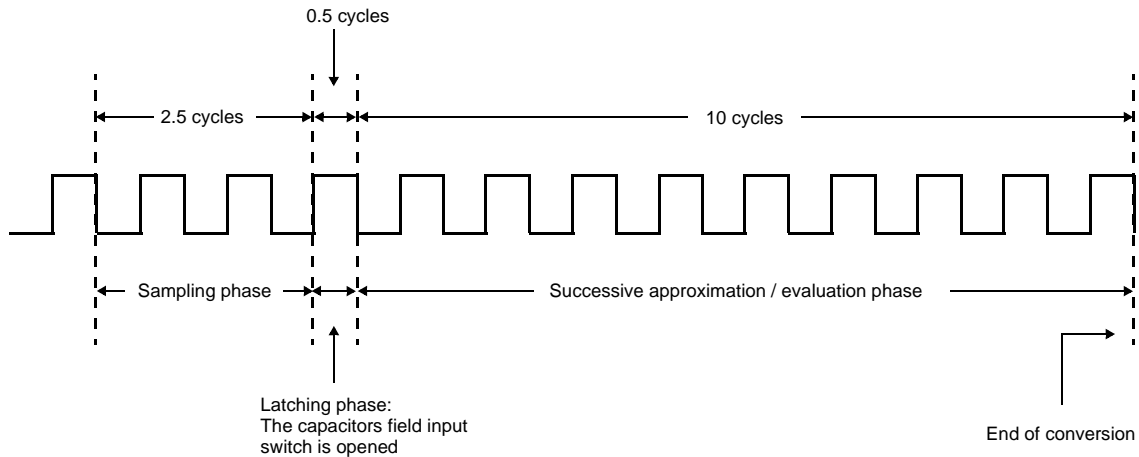 0.5 cycles
2.5 cycles
10 cycles
Sampling phase
Successive approximation / evaluation phase
Latching phase:
The capacitors field input
switch is opened
End of conversion